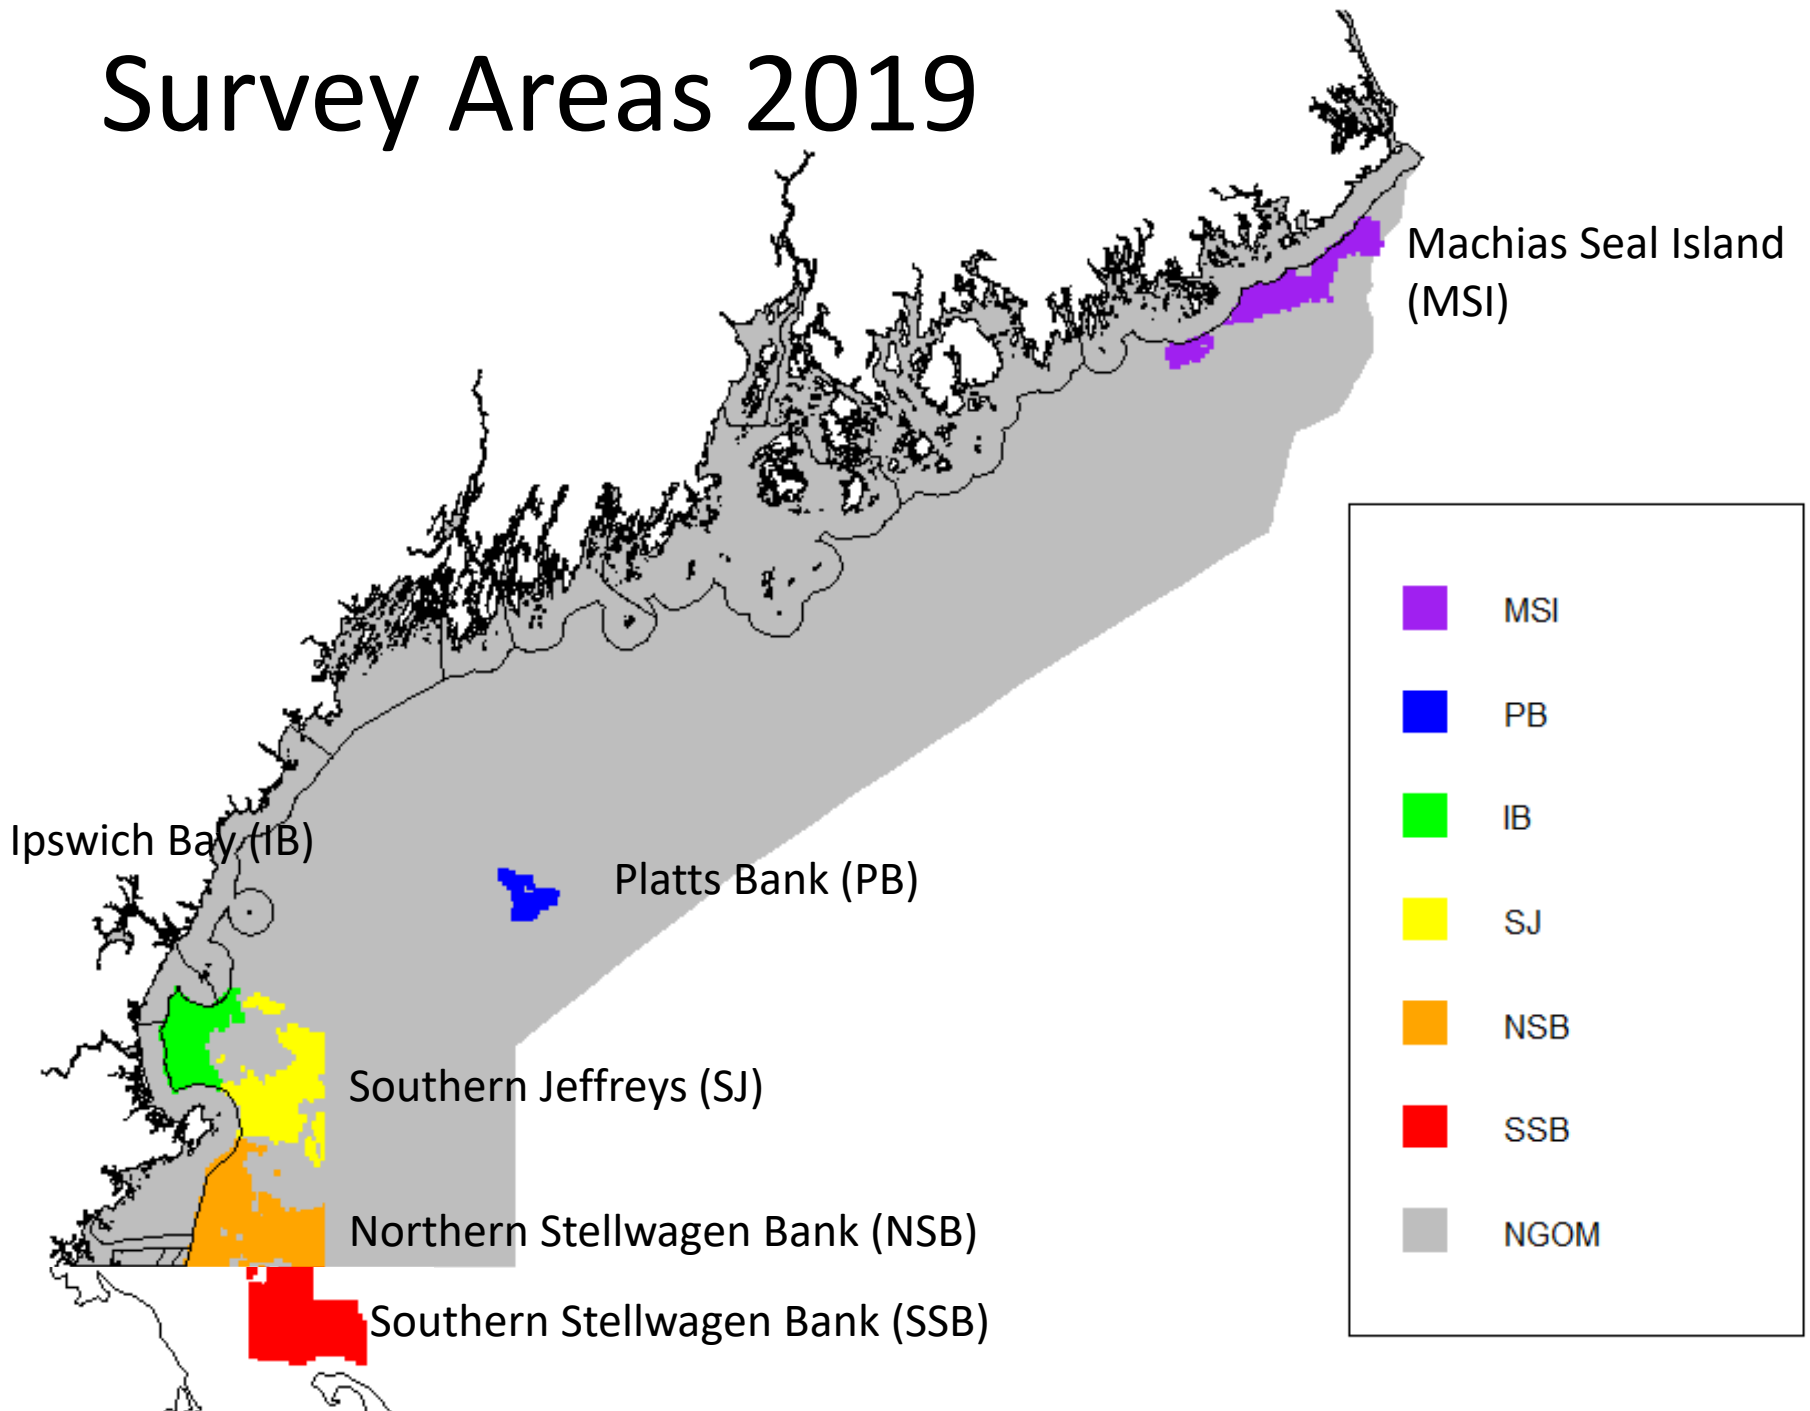 Survey Areas 2019
Machias Seal Island
(MSI)
Ipswich Bay (IB)
Platts Bank (PB)
Southern Jeffreys (SJ)
Northern Stellwagen Bank (NSB)
Southern Stellwagen Bank (SSB)
MSI
PB
IB
SJ
NSB
SSB
NGOM